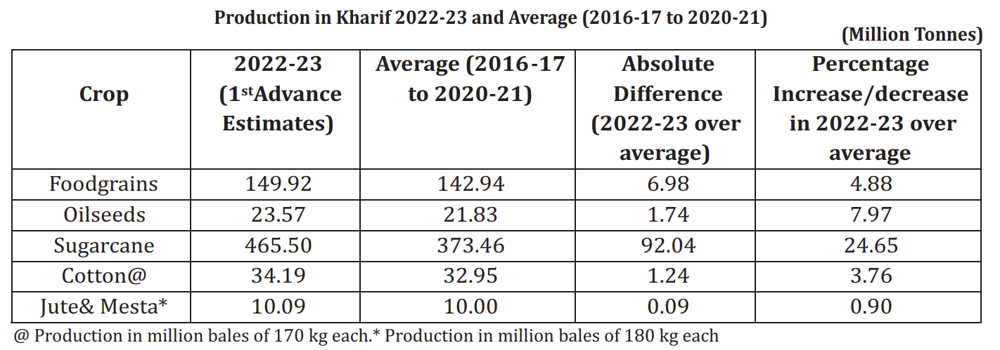 Production in Kharif 2022-23 and Average (2016-17 to 2020-21)
(Million Tonnes)
Crop
2022-23
(1stAdvance
Estimates)
Average (2016-17
to 2020-21)
Absolute
Difference
(2022-23 over
average)
Percentage
Increase/decrease
in 2022-23 over
average
Foodgrains 149.92 142.94 6.98 4.88
Oilseeds 23.57 21.83 1.74 7.97
Sugarcane 465.50 373.46 92.04 24.65
Cotton@ 34.19 32.95 1.24 3.76
Jute& Mesta* 10.09 10.00 0.09 0.90
@ Production in million bales of 170 kg each.* Production in million bales of 180 kg each